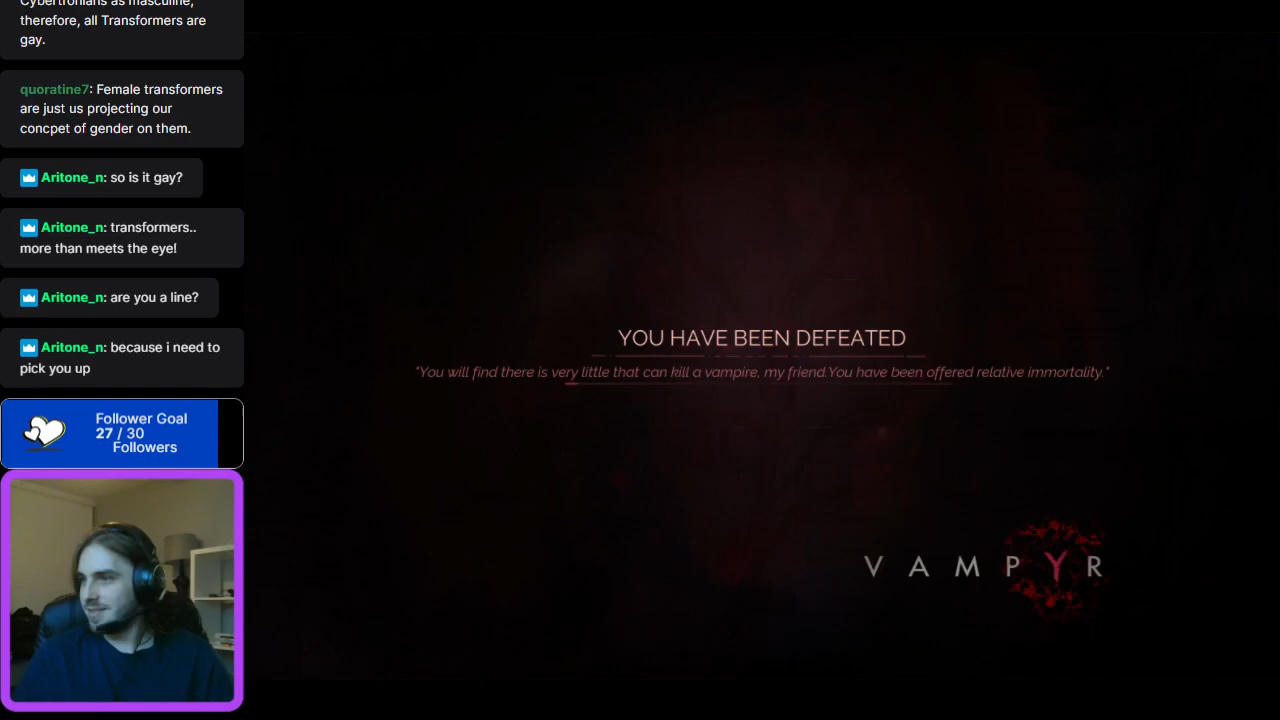 Cybertronians as masculine,
therefore, all Transformers are
gay.
quoratine7: Female transformers
are just us projecting our
concpet of gender on them.
Aritone_n: so is it gay?
Aritone_n: transformers..
more than meets the eye!
Aritone_n: are you a line?
Aritone_n: because i need to
pick you up
Follower Goal
27 / 30
Followers
YOU HAVE BEEN DEFEATED
"You will find there is very little that can kill a vampire, my friend.You have been offered relative immortality."
VAMPYR